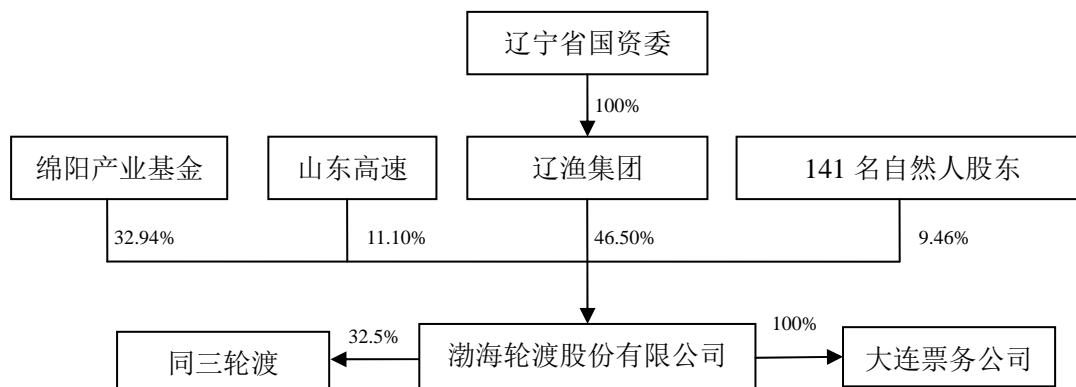 辽宁省国资委
100%
绵阳产业基金
山东高速
辽渔集团
141 名自然人股东
32.94%
11.10%
46.50%
9.46%
同三轮渡
32.5%
渤海轮渡股份有限公司
100%
大连票务公司